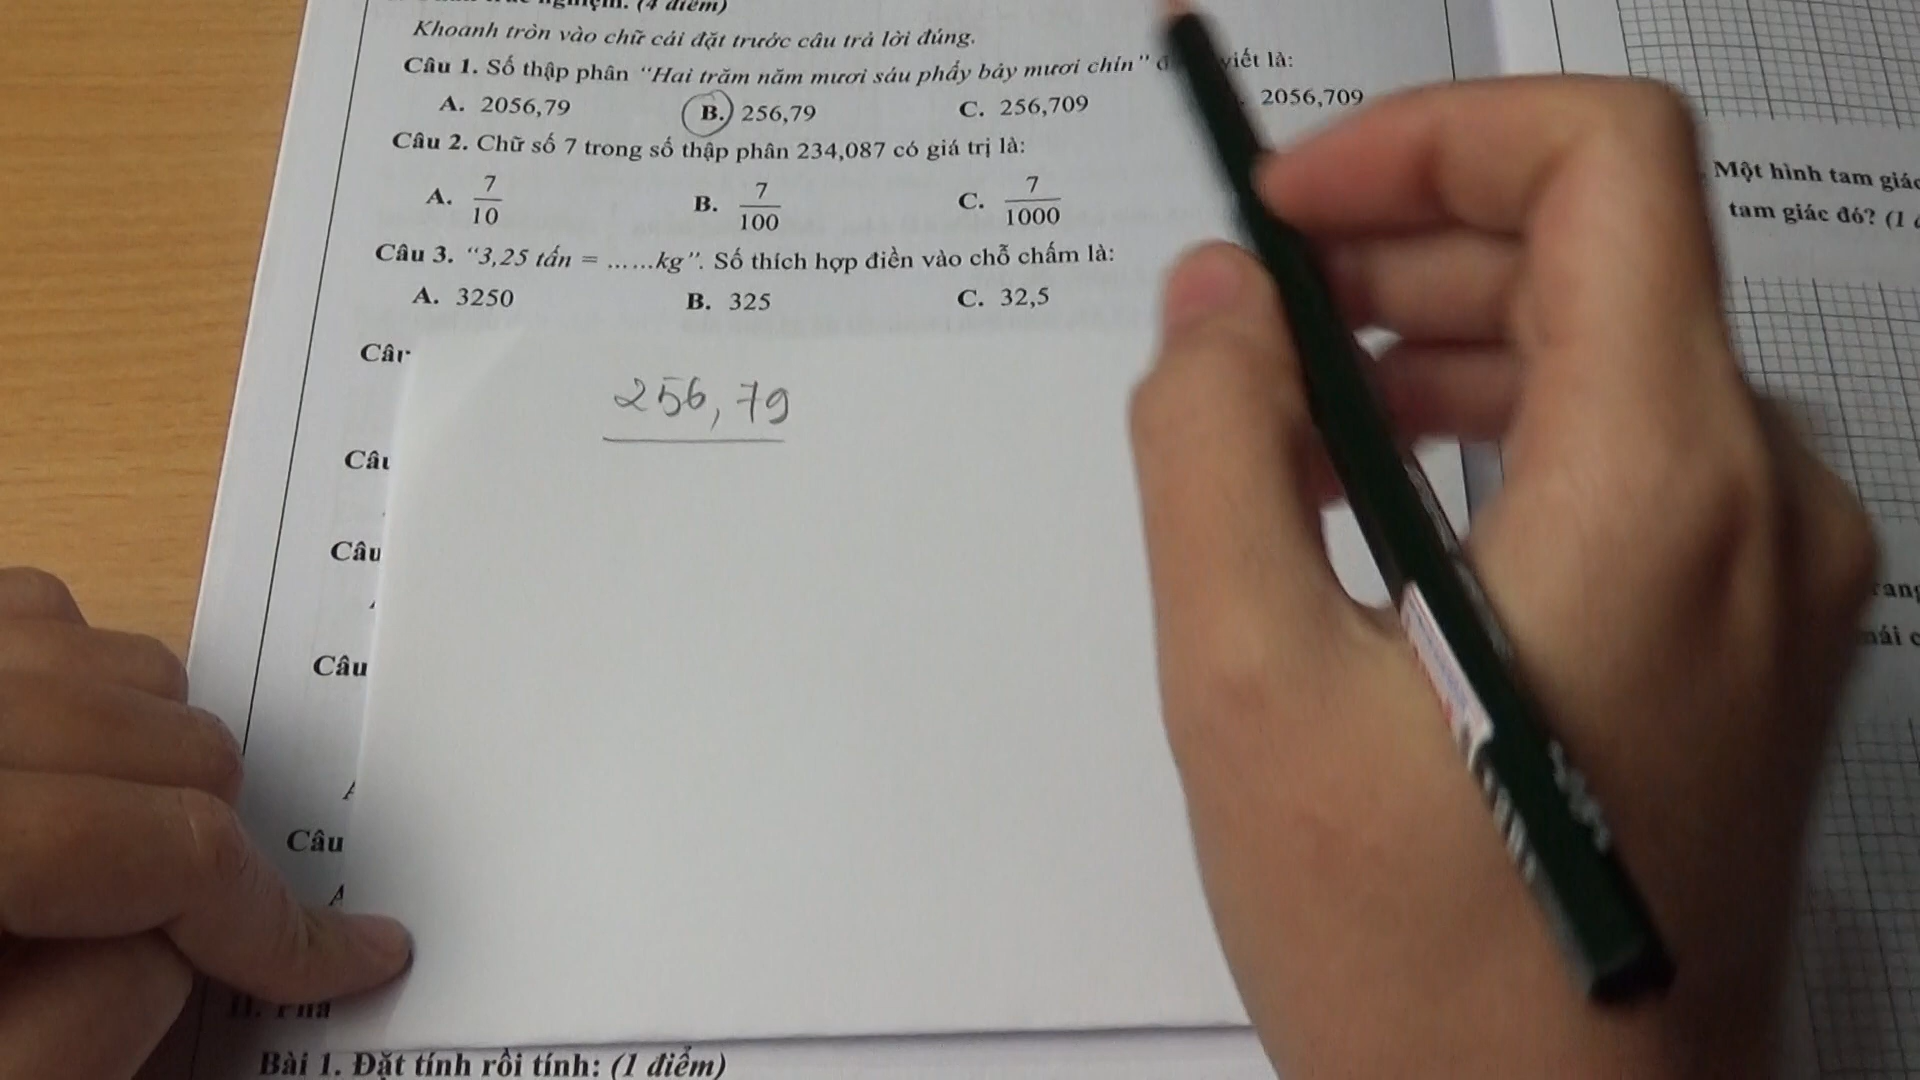 (4 điểm)
Khoanh tròn vào chữ cái đặt trước câu trả lời đúng.
Câu 1. Số thập phân “Hai trăm năm mươi sáu phẩy bảy mươi chín” viết là:
A. 2056,79 B. 256,79 C. 256,709 2056,709
Câu 2. Chữ số 7 trong số thập phân 234,087 có giá trị là:
A. 7/10 B. 7/100 C. 7/1000
Câu 3. “3,25 tấn = ......kg”. Số thích hợp điền vào chỗ chấm là:
A. 3250 B. 325 C. 32,5
256,79
Câu
Câu
Câu
Câu
Bài 1. Đặt tính rồi tính: (1 điểm)
Một hình tam giác
tam giác đó? (1